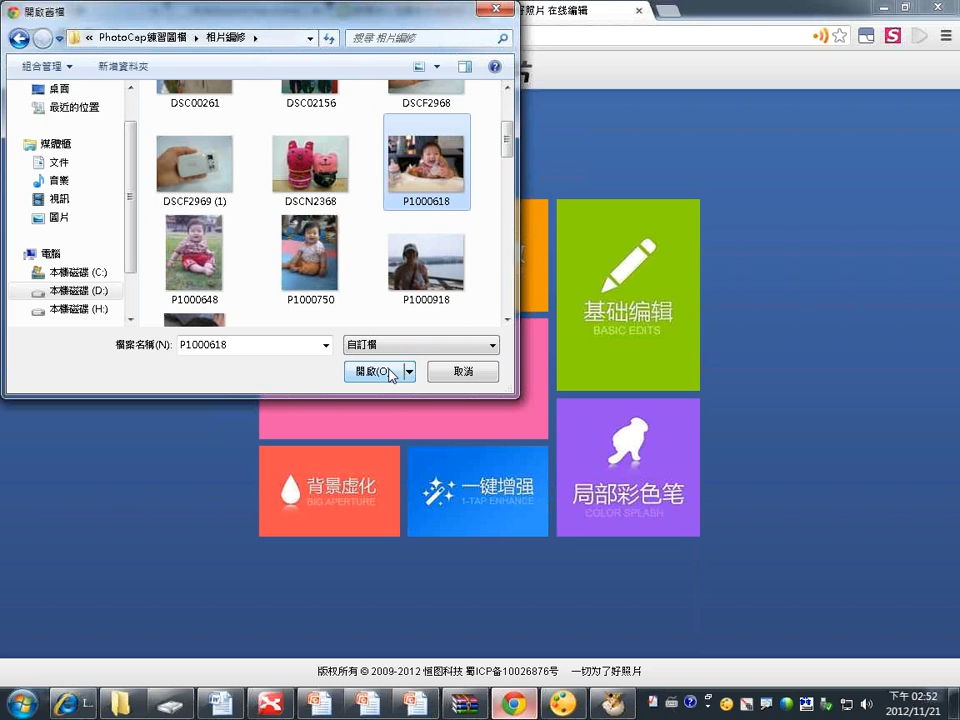 開啟舊檔
« PhotoCap練習圖檔 ▸ 相片編修 ▸
搜尋 相片編修
組合管理 ▼ 新增資料夾
桌面
最近的位置
媒體櫃
文件
音樂
視訊
圖片
電腦
本機磁碟 (C:)
本機磁碟 (D:)
本機磁碟 (H:)
DSC00261
DSC02156
DSCF2968
DSCF2969 (1)
DSCN2368
P1000618
P1000648
P1000750
P1000918
檔案名稱(N): P1000618
自訂檔
開啟(O)
取消
好照片 在线编辑
片
基础编辑
BASIC EDITS
背景虚化
BIG APERTURE
一键增强
1-TAP ENHANCE
局部彩色笔
COLOR SPLASH
版权所有 © 2009-2012 恒图科技 蜀ICP备10026876号 一切为了好照片
下午 02:52
2012/11/21